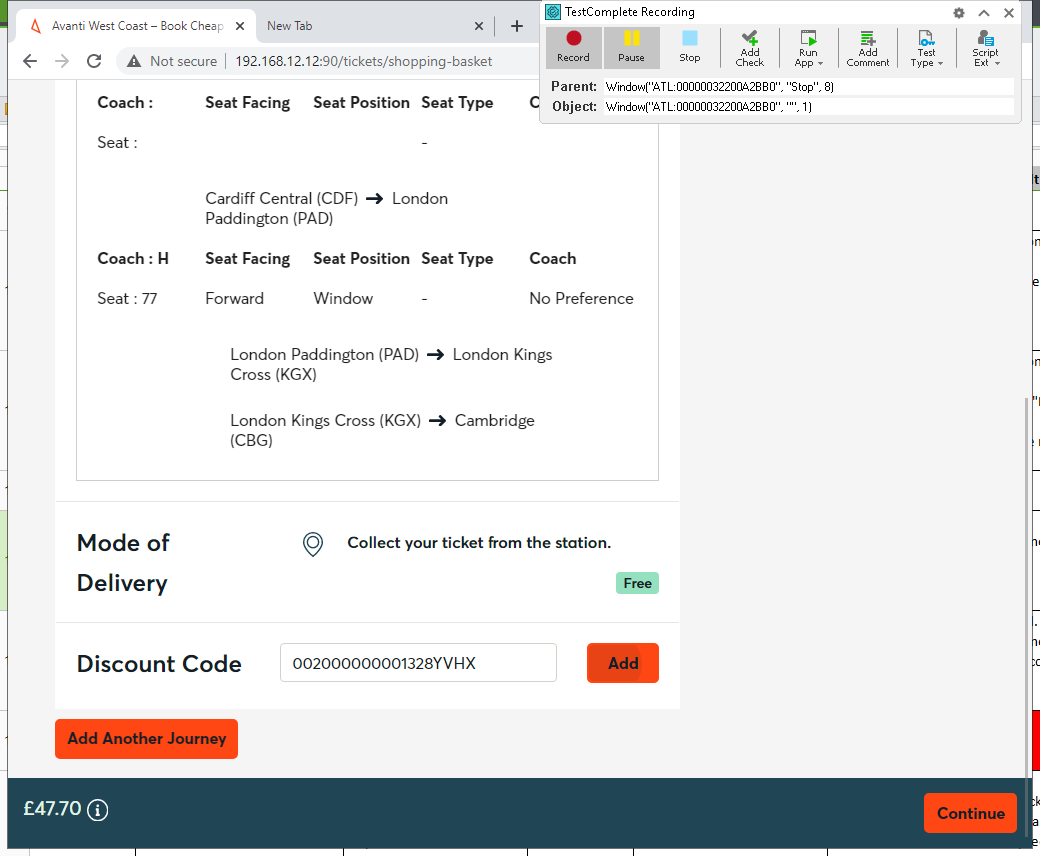 Avanti West Coast – Book Cheap
New Tab
TestComplete Recording
Record
Pause
Stop
Add Check
Run App
Add Comment
Test Type
Script Ext
Parent: Window("ATL:00000032200A2BB0", "Stop", 8)
Object: Window("ATL:00000032200A2BB0", "", 1)
Not secure
192.168.12.12:90/tickets/shopping-basket
Coach : Seat Facing Seat Position Seat Type
Seat : -
Cardiff Central (CDF) → London
Paddington (PAD)
Coach : H Seat Facing Seat Position Seat Type Coach
Seat : 77 Forward Window - No Preference
London Paddington (PAD) → London Kings
Cross (KGX)
London Kings Cross (KGX) → Cambridge
(CBG)
Mode of
Delivery
Collect your ticket from the station.
Free
Discount Code 002000000001328YVHX Add
Add Another Journey
£47.70
Continue